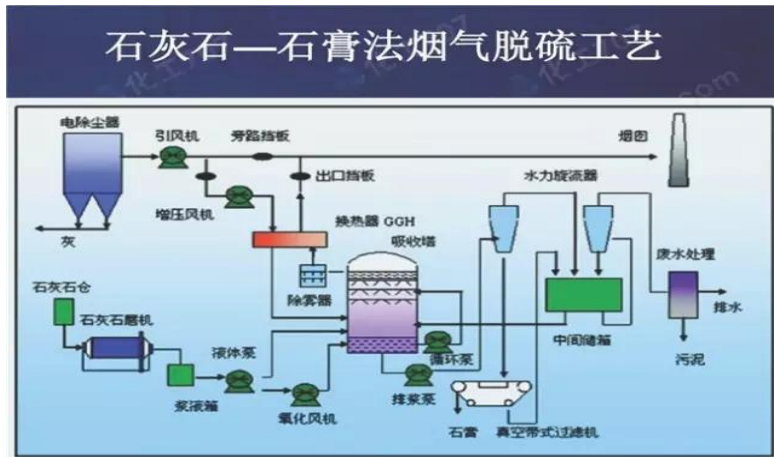 石灰石—石膏法烟气脱硫工艺
电除尘器
引风机
旁路挡板
烟囱
出口挡板
水力旋流器
增压风机
灰
换热器 GGH
吸收塔
废水处理
石灰石仓
除雾器
石灰石磨机
排水
液体泵
循环泵
中间储箱
污泥
浆液箱
氧化风机
排浆泵
石膏
真空带式过滤机